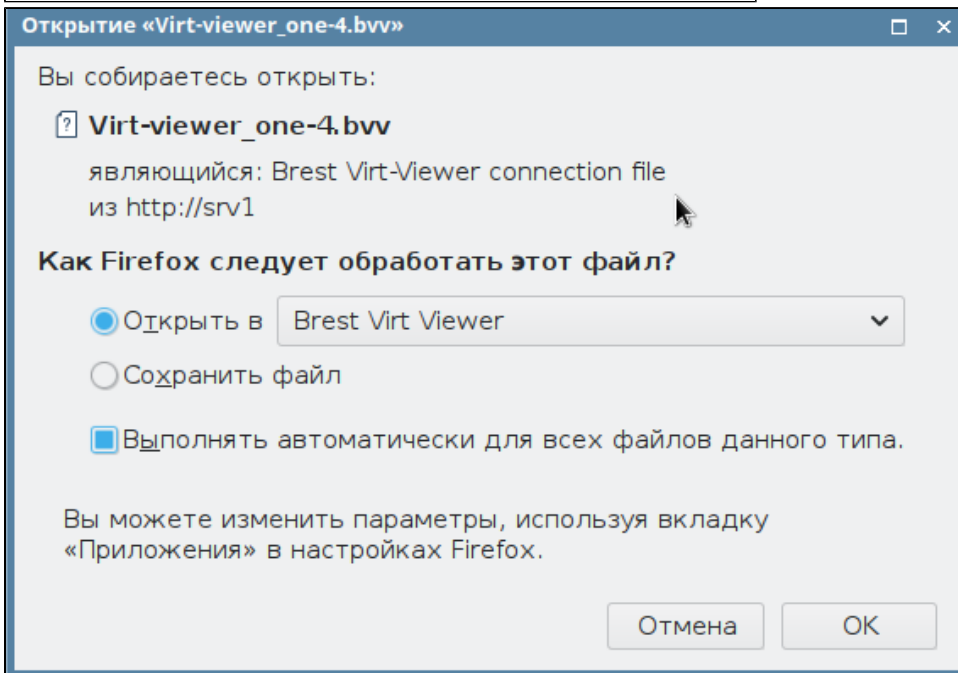 Открытие «Virt-viewer_one-4.bvv»
Вы собираетесь открыть:
Virt-viewer_one-4.bvv
являющийся: Brest Virt-Viewer connection file
из http://srv1
Как Firefox следует обработать этот файл?
Открыть в Brest Virt Viewer
Сохранить файл
Выполнять автоматически для всех файлов данного типа.
Вы можете изменить параметры, используя вкладку
«Приложения» в настройках Firefox.
Отмена OK